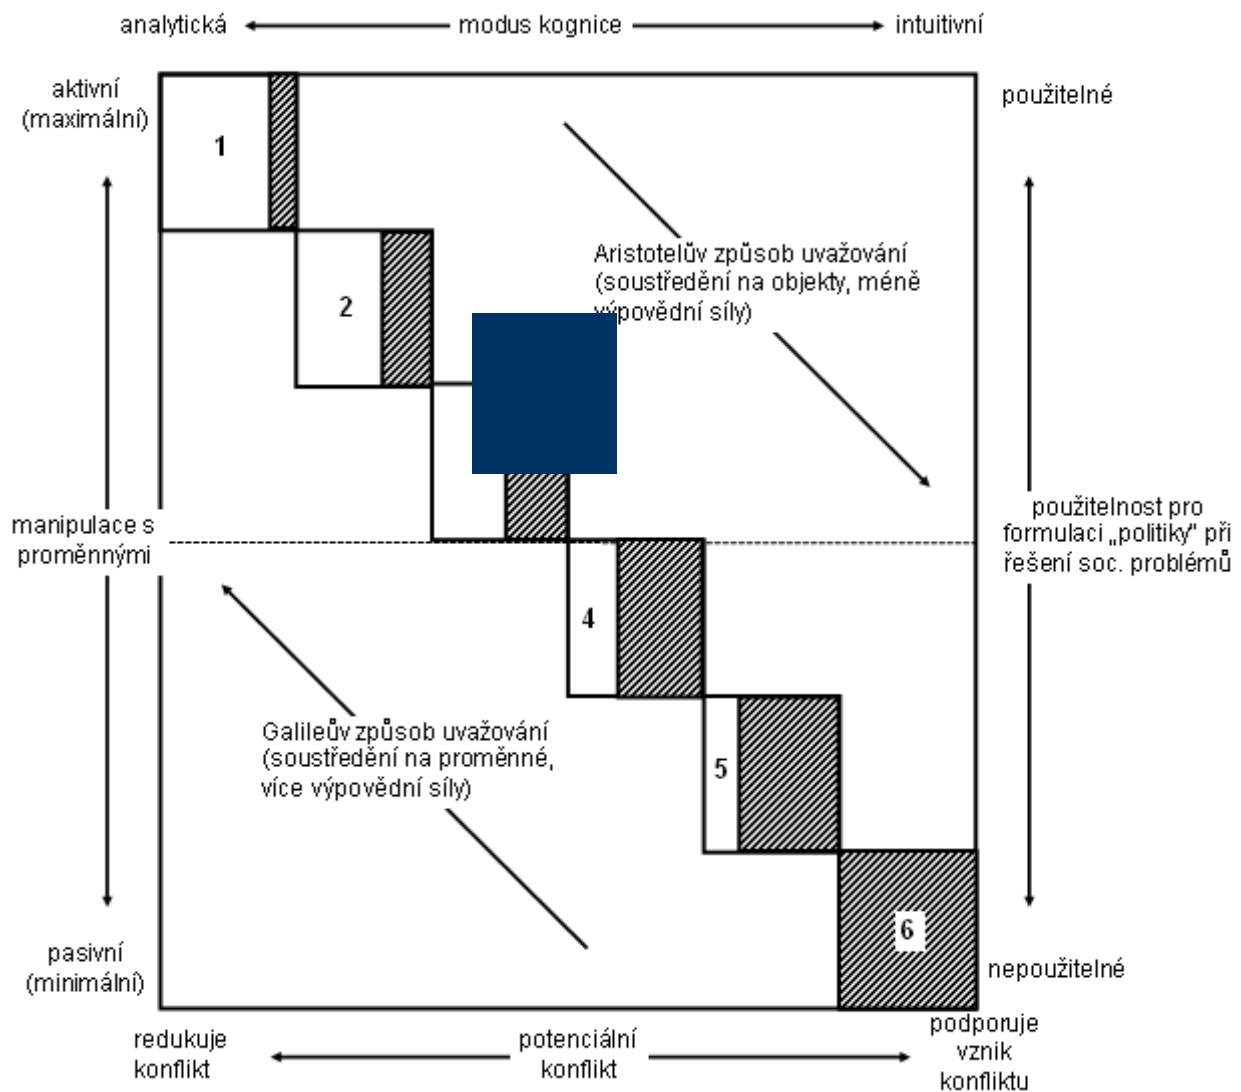 analytická
modus kognice
intuitivní
aktivní
(maximální)
použitelné
1
Aristotelův způsob uvažování
(soustředění na objekty, méně
výpovědní síly)
2
manipulace s
proměnnými
použitelnost pro
formulaci „politiky" při
řešení soc. problémů
4
Galileův způsob uvažování
(soustředění na proměnné,
více výpovědní síly)
5
6
pasivní
(minimální)
nepoužitelné
redukuje
konflikt
potenciální
konflikt
podporuje
vznik
konfliktu